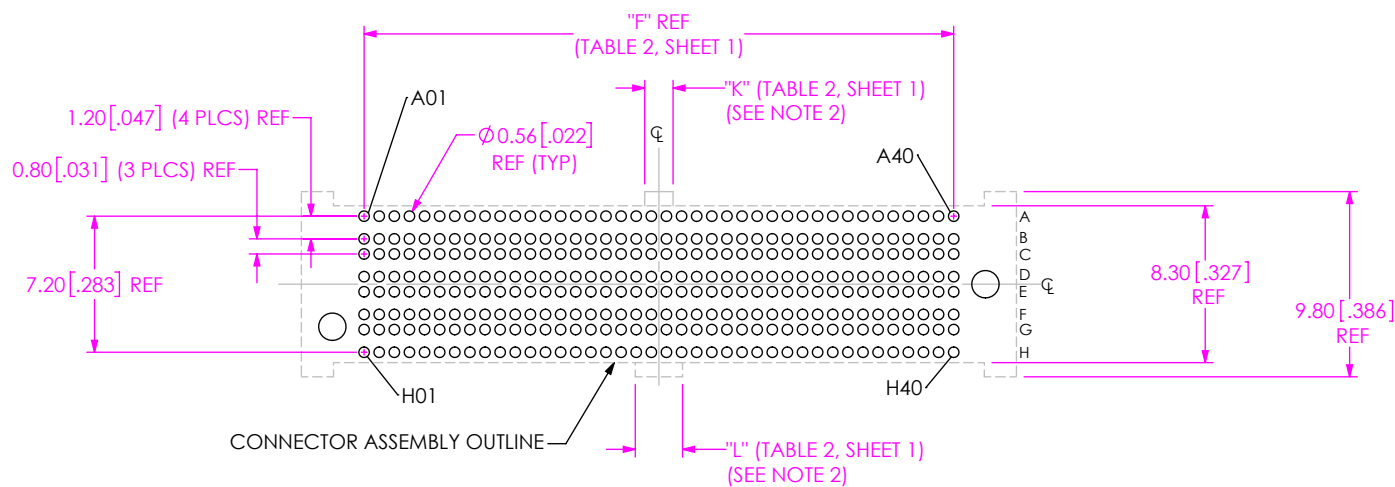 "F" REF
(TABLE 2, SHEET 1)
A01
"K" (TABLE 2, SHEET 1)
(SEE NOTE 2)
1.20[.047] (4 PLCS) REF
Ø0.56[.022]
REF (TYP)
℄
A40
0.80[.031] (3 PLCS) REF
A
B
C
D
E
F
G
H
7.20[.283] REF
℄
8.30[.327]
REF
9.80[.386]
REF
H01
H40
CONNECTOR ASSEMBLY OUTLINE
"L" (TABLE 2, SHEET 1)
(SEE NOTE 2)